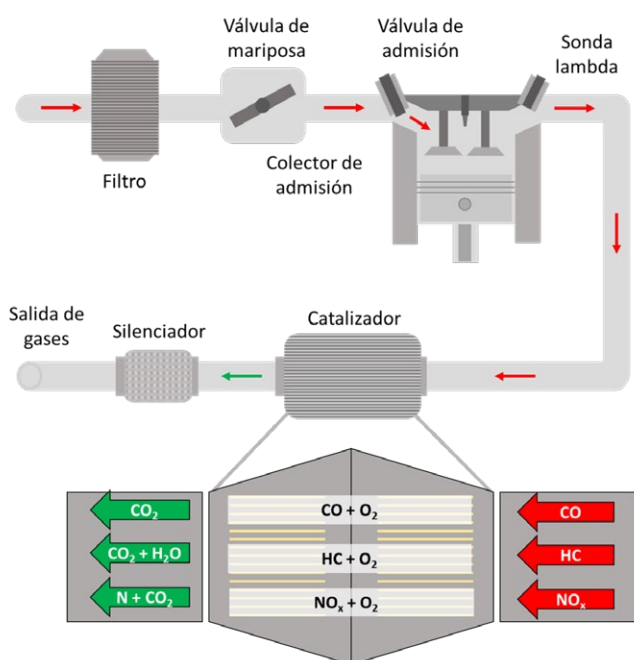 Filtro
Válvula de
mariposa
Colector de
admisión
Válvula de
admisión
Sonda
lambda
Salida de
gases
Silenciador
Catalizador
CO₂
CO₂ + H₂O
N + CO₂
CO + O₂
HC + O₂
NOₓ + O₂
CO
HC
NOₓ